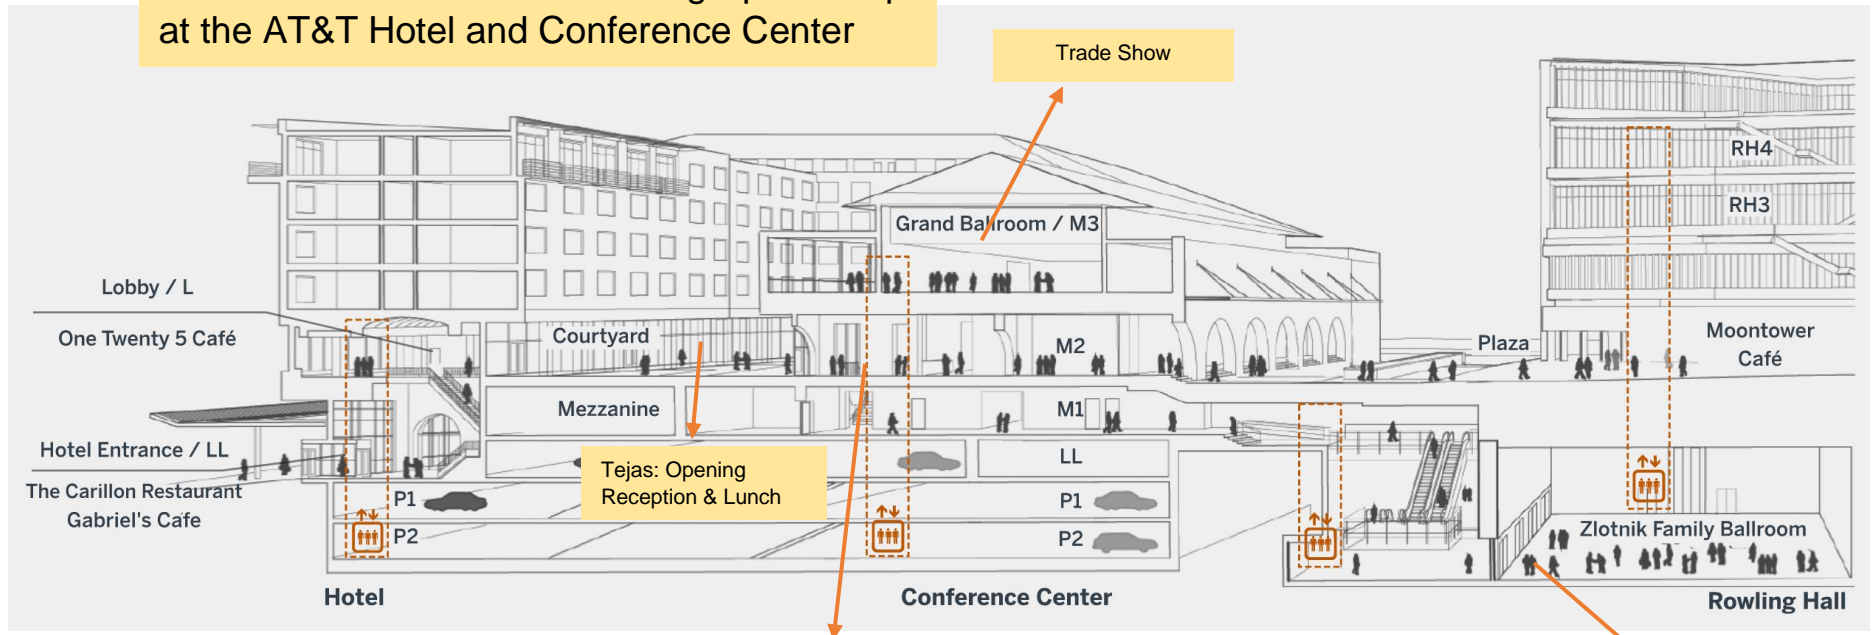 at the AT&T Hotel and Conference Center
Trade Show
RH4
RH3
Grand Ballroom / M3
Lobby / L
One Twenty 5 Café
Courtyard
M2
Plaza
Moontower
Café
Mezzanine
M1
Hotel Entrance / LL
The Carillon Restaurant
Gabriel's Cafe
Tejas: Opening
Reception & Lunch
LL
P1
P1
P2
P2
Zlotnik Family Ballroom
Hotel
Conference Center
Rowling Hall